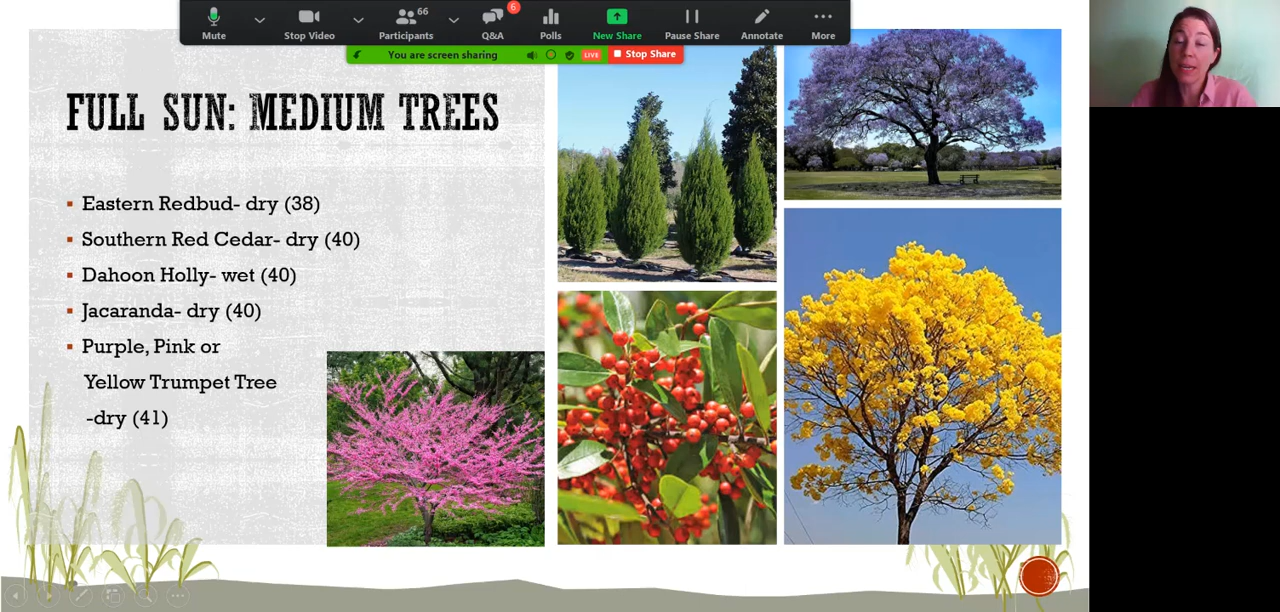 66
6
Mute
Stop Video
Participants
Q&A
Polls
New Share
Pause Share
Annotate
More
You are screen sharing
LIVE
Stop Share
FULL SUN: MEDIUM TREES
Eastern Redbud- dry (38)
Southern Red Cedar- dry (40)
Dahoon Holly- wet (40)
Jacaranda- dry (40)
Purple, Pink or
Yellow Trumpet Tree
-dry (41)